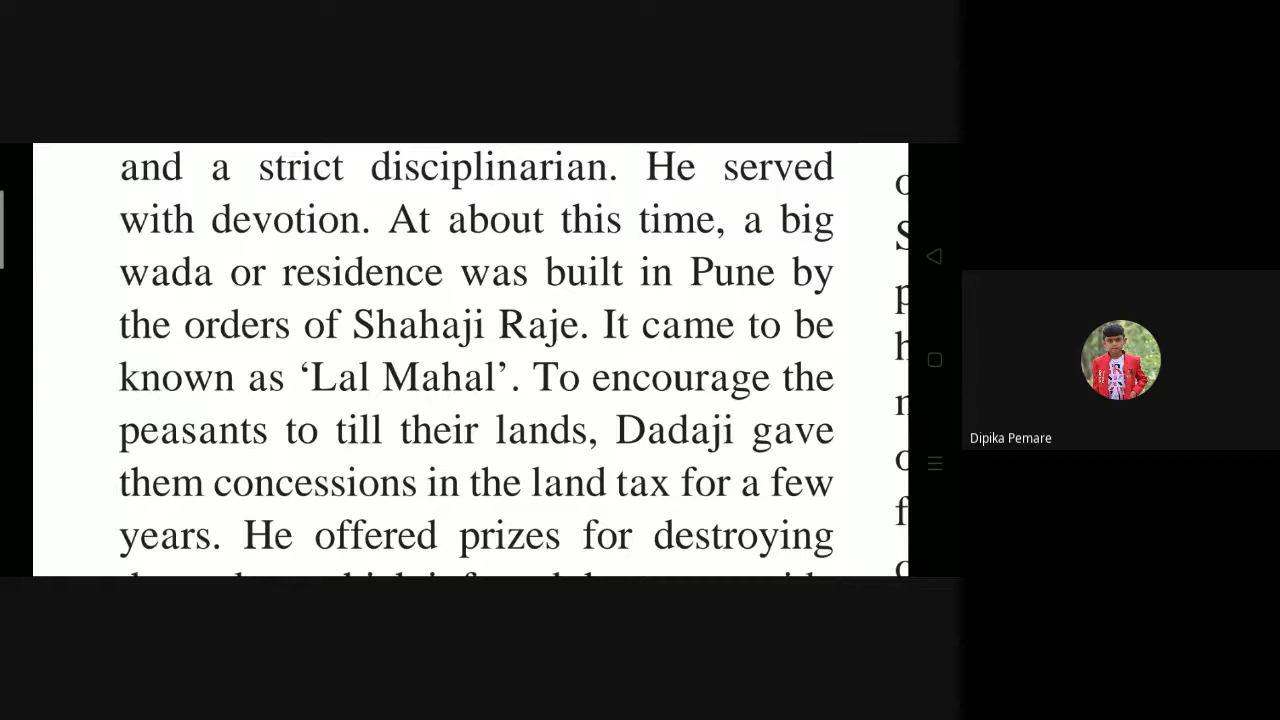 and a strict disciplinarian. He served
with devotion. At about this time, a big
wada or residence was built in Pune by
the orders of Shahaji Raje. It came to be
known as ‘Lal Mahal’. To encourage the
peasants to till their lands, Dadaji gave
them concessions in the land tax for a few
years. He offered prizes for destroying
Dipika Pemare